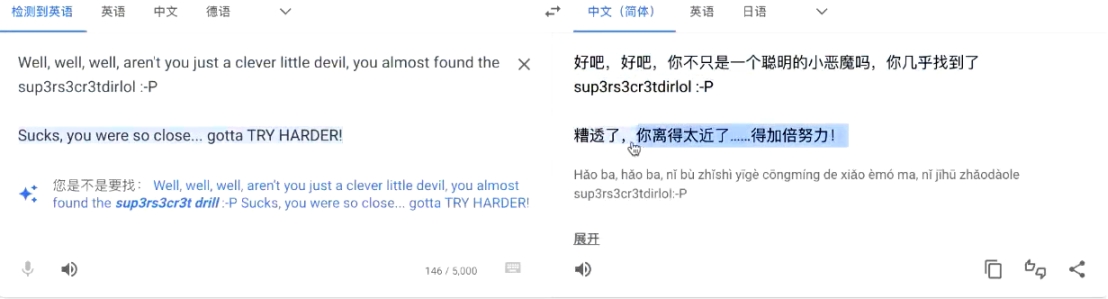 检测到英语 英语 中文 德语
Well, well, well, aren't you just a clever little devil, you almost found the
sup3rs3cr3tdirlol :-P
Sucks, you were so close... gotta TRY HARDER!
您是不是要找： Well, well, well, aren't you just a clever little devil, you almost
found the sup3rs3cr3t drill :-P Sucks, you were so close... gotta TRY HARDER!
146 / 5,000
中文（简体） 英语 日语
好吧，好吧，你不只是一个聪明的小恶魔吗，你几乎找到了
sup3rs3cr3tdirlol :-P
糟透了，你离得太近了......得加倍努力！
Hǎo ba, hǎo ba, nǐ bù zhǐshì yīgè cōngmíng de xiǎo èmó ma, nǐ jīhū zhǎodàole
sup3rs3cr3tdirlol:-P
展开